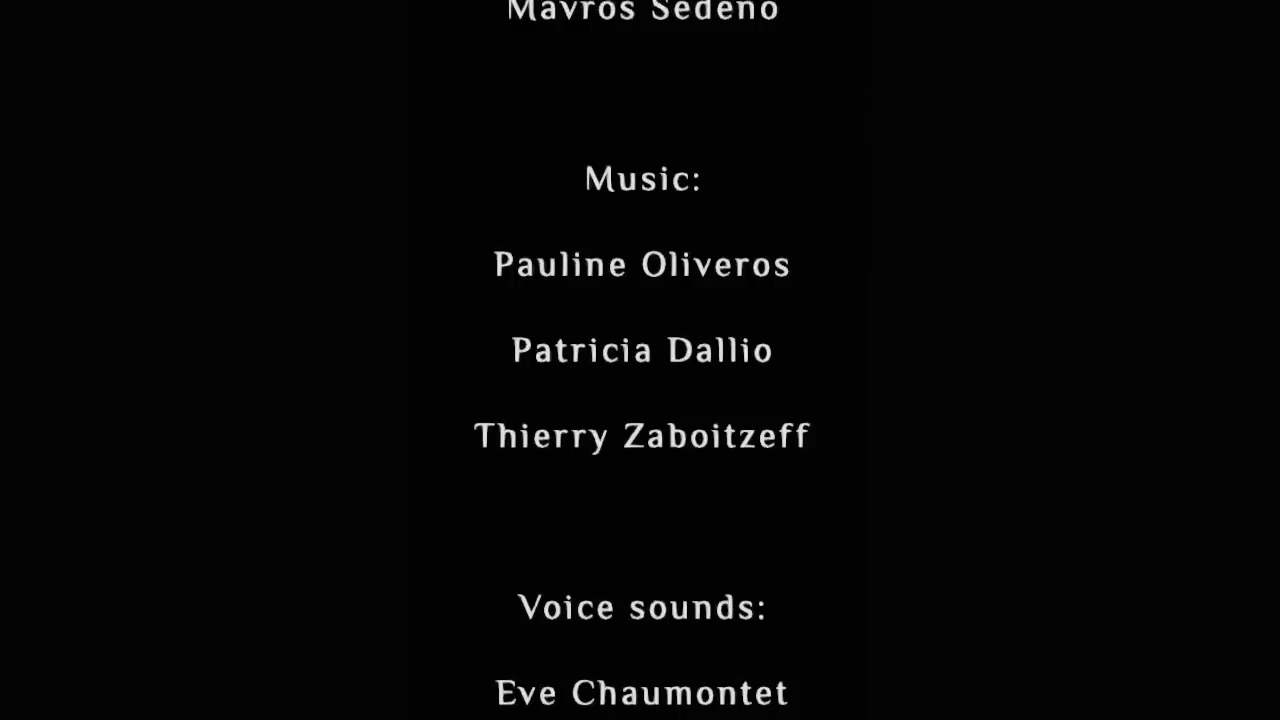 Mavros Sedeño
Music:
Pauline Oliveros
Patricia Dallio
Thierry Zaboitzeff
Voice sounds:
Eve Chaumontet